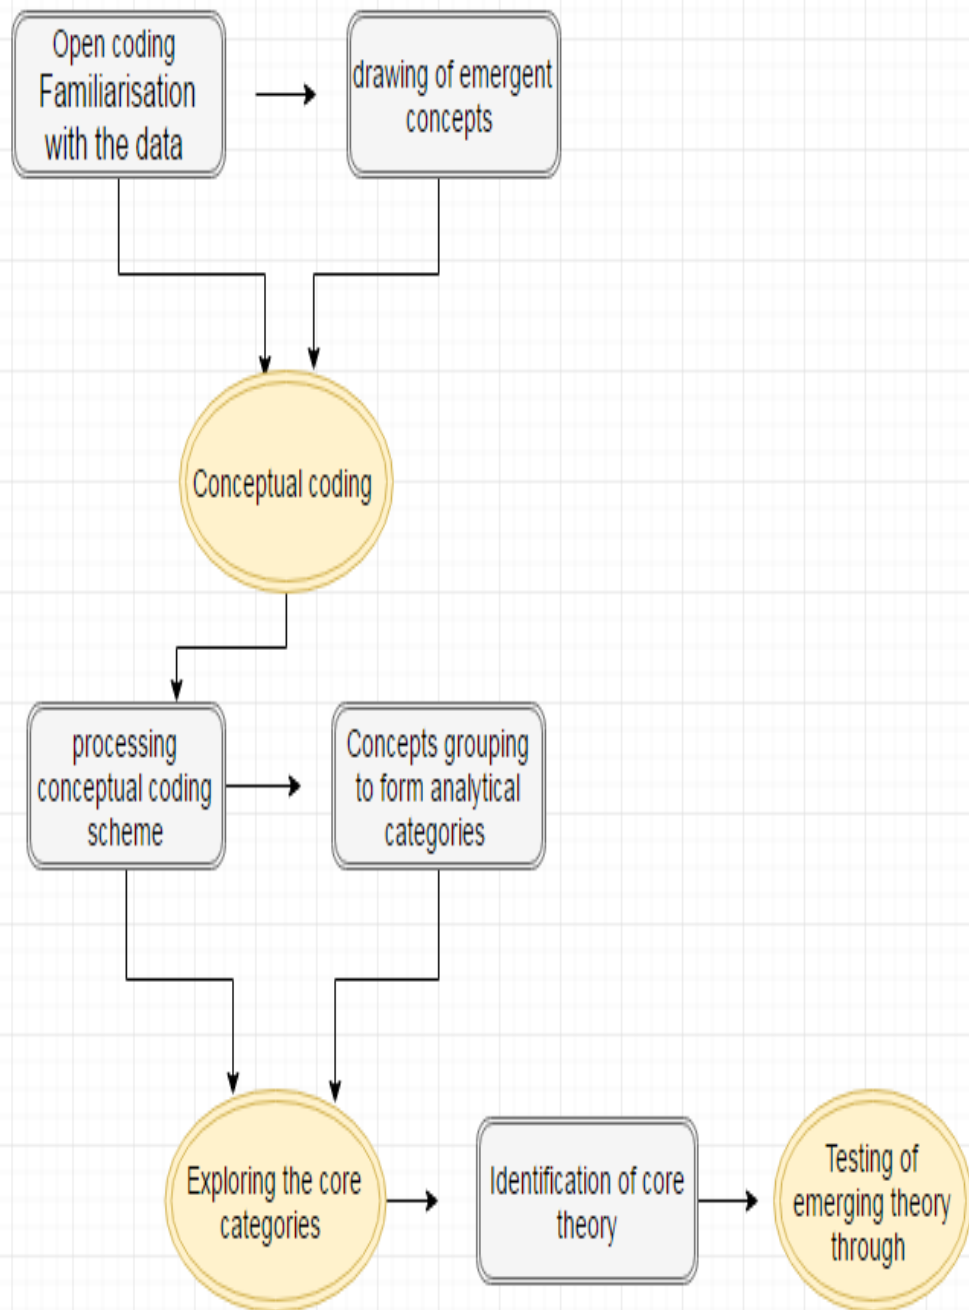 Open coding
Familiarisation
with the data
drawing of emergent
concepts
Conceptual coding
processing
conceptual coding
scheme
Concepts grouping
to form analytical
categories
Exploring the core
categories
Identification of core
theory
Testing of
emerging theory
through